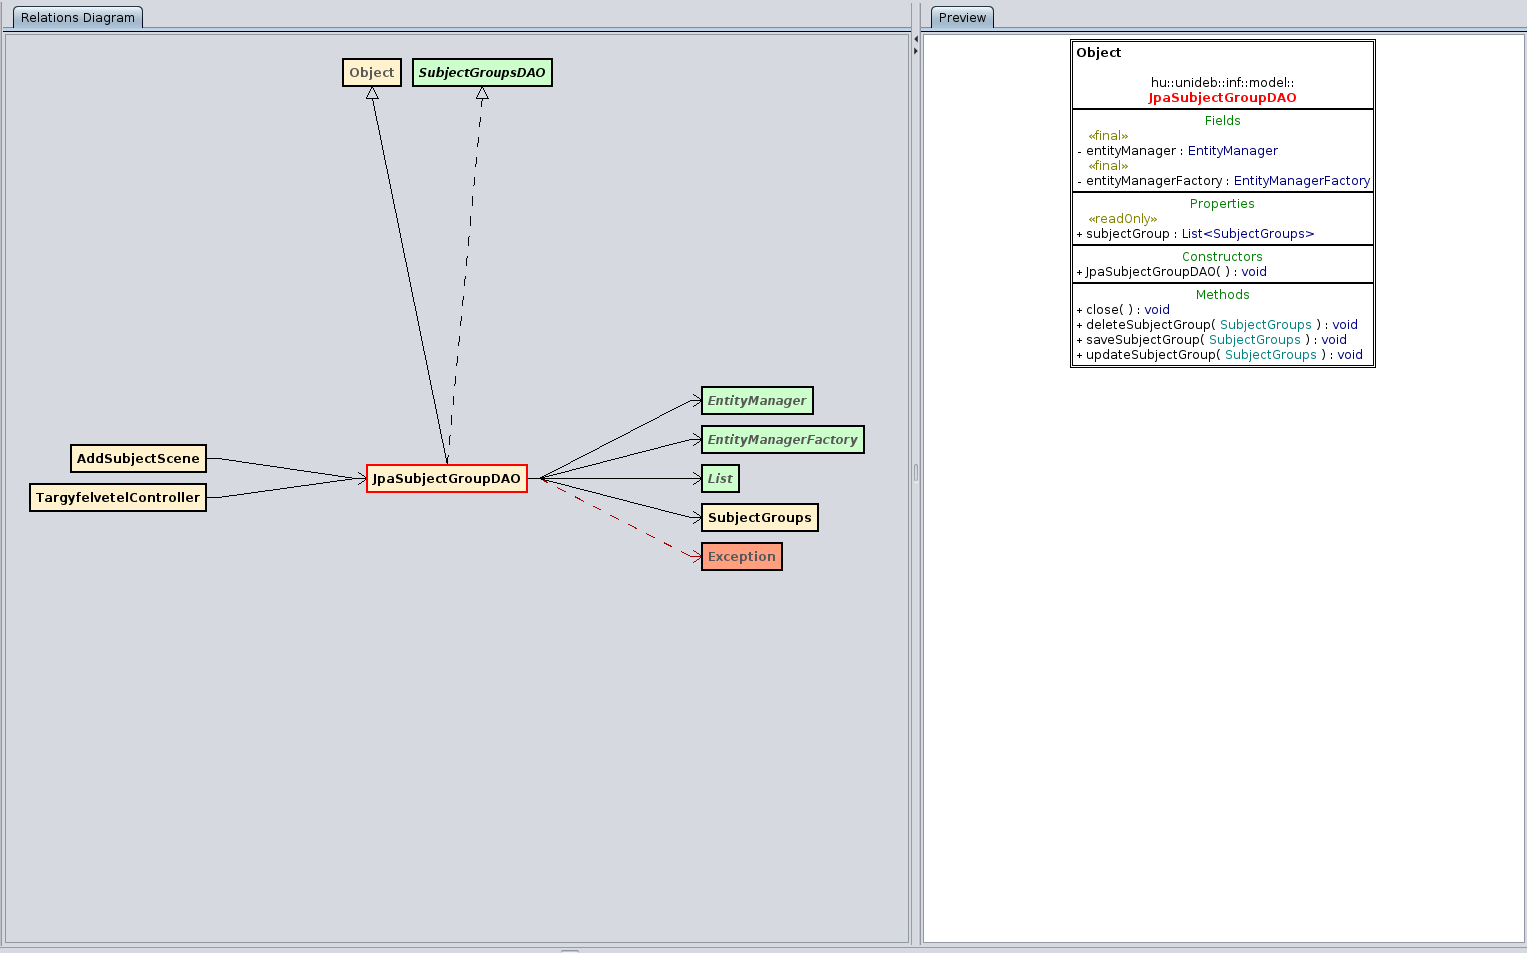 Relations Diagram
Object
SubjectGroupsDAO
EntityManager
EntityManagerFactory
AddSubjectScene
JpaSubjectGroupDAO
List
TargyfelvetelController
SubjectGroups
Exception
Preview
Object
hu::unideb::inf::model::
JpaSubjectGroupDAO
Fields
«final»
- entityManager : EntityManager
«final»
- entityManagerFactory : EntityManagerFactory
Properties
«readOnly»
+ subjectGroup : List<SubjectGroups>
Constructors
+ JpaSubjectGroupDAO( ) : void
Methods
+ close( ) : void
+ deleteSubjectGroup( SubjectGroups ) : void
+ saveSubjectGroup( SubjectGroups ) : void
+ updateSubjectGroup( SubjectGroups ) : void